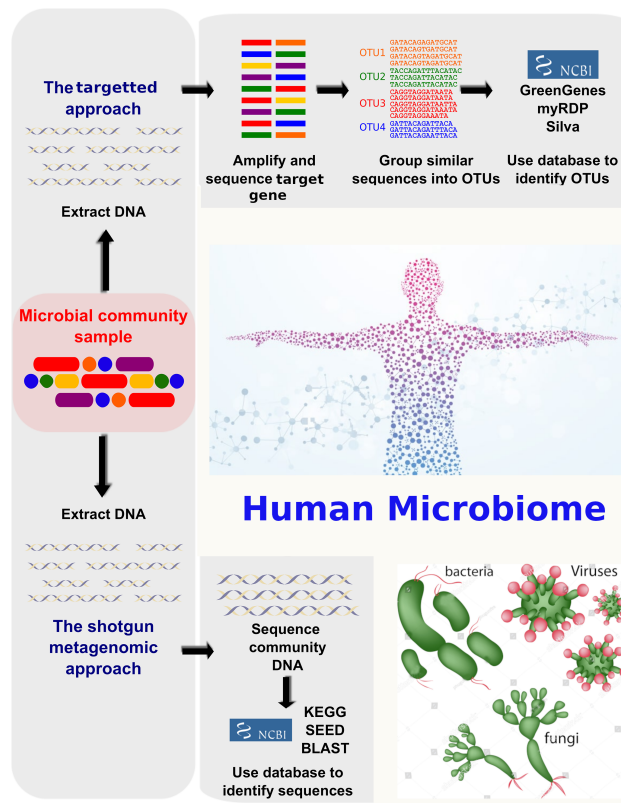 The targetted
approach
Extract DNA
Microbial community
sample
Extract DNA
The shotgun
metagenomic
approach
Amplify and
sequence target
gene
OTU1
GATACAGAGATGCAT
GATACAGTGATGCAT
GATACAGTAGATGCAT
GATACAGTAGATGCAT
OTU2
TACCAGATTTACATAC
TACCAGATTACATAC
TACCAGATTACATAC
OTU3
CAGGTAGGATAATA
CAGGTAGGATAATA
CAGGTAGGATAATTA
CAGGTAGGATAAATA
CAGGTAGGAAATA
OTU4
GATTACAGATTACA
GATTACAGATTTACA
GATTACAGAATTACA
Group similar
sequences into OTUs
NCBI
GreenGenes
myRDP
Silva
Use database to
identify OTUs
Human Microbiome
Sequence
community
DNA
NCBI
KEGG
SEED
BLAST
Use database to
identify sequences
bacteria
Viruses
fungi